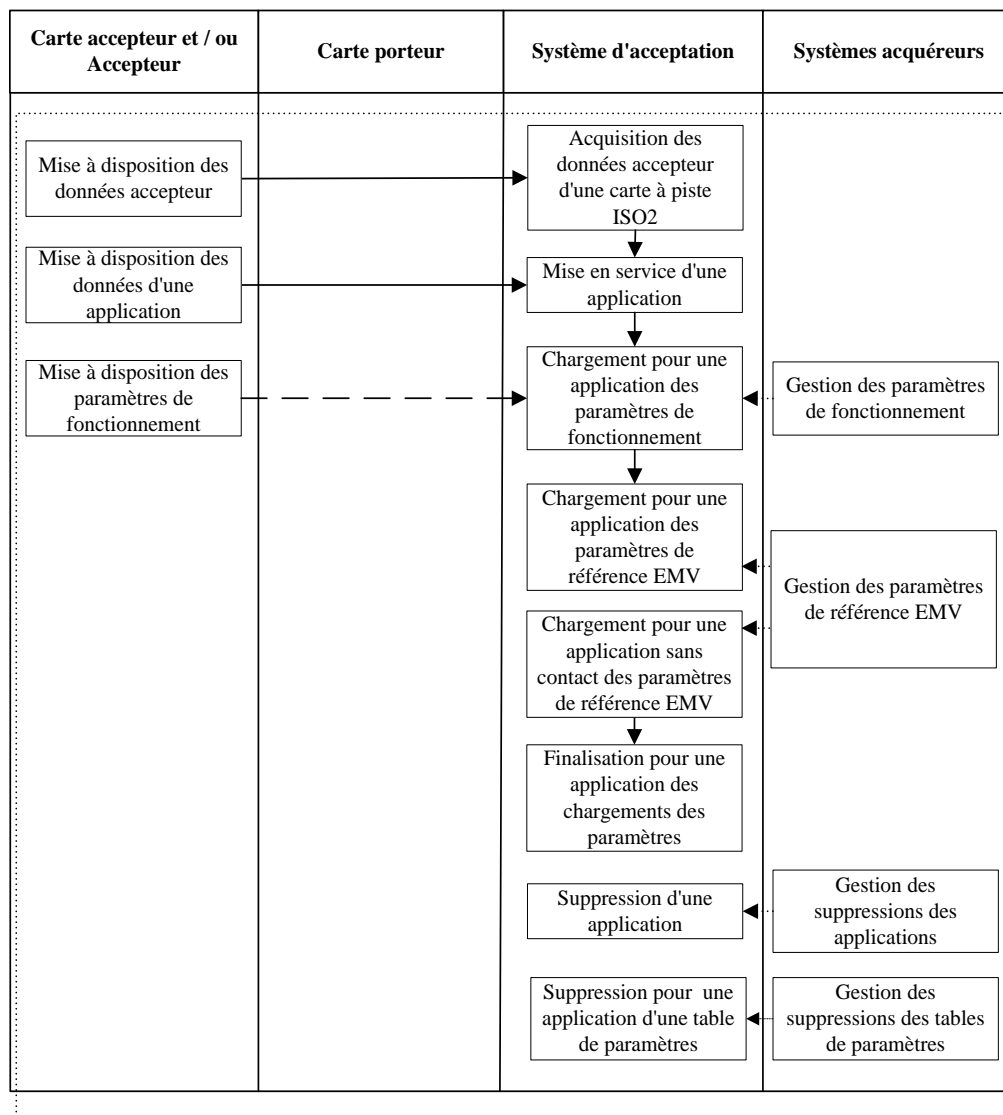 Carte accepteur et / ou
Accepteur
Carte porteur
Système d'acceptation
Systèmes acquéreurs
Mise à disposition des
données accepteur
Acquisition des
données accepteur
d'une carte à piste
ISO2
Mise à disposition des
données d'une
application
Mise en service d'une
application
Mise à disposition des
paramètres de
fonctionnement
Chargement pour une
application des
paramètres de
fonctionnement
Gestion des paramètres
de fonctionnement
Chargement pour une
application des
paramètres de
référence EMV
Gestion des paramètres
de référence EMV
Chargement pour une
application sans
contact des paramètres
de référence EMV
Finalisation pour une
application des
chargements des
paramètres
Suppression d'une
application
Gestion des
suppressions des
applications
Suppression pour une
application d'une table
de paramètres
Gestion des
suppressions des tables
de paramètres